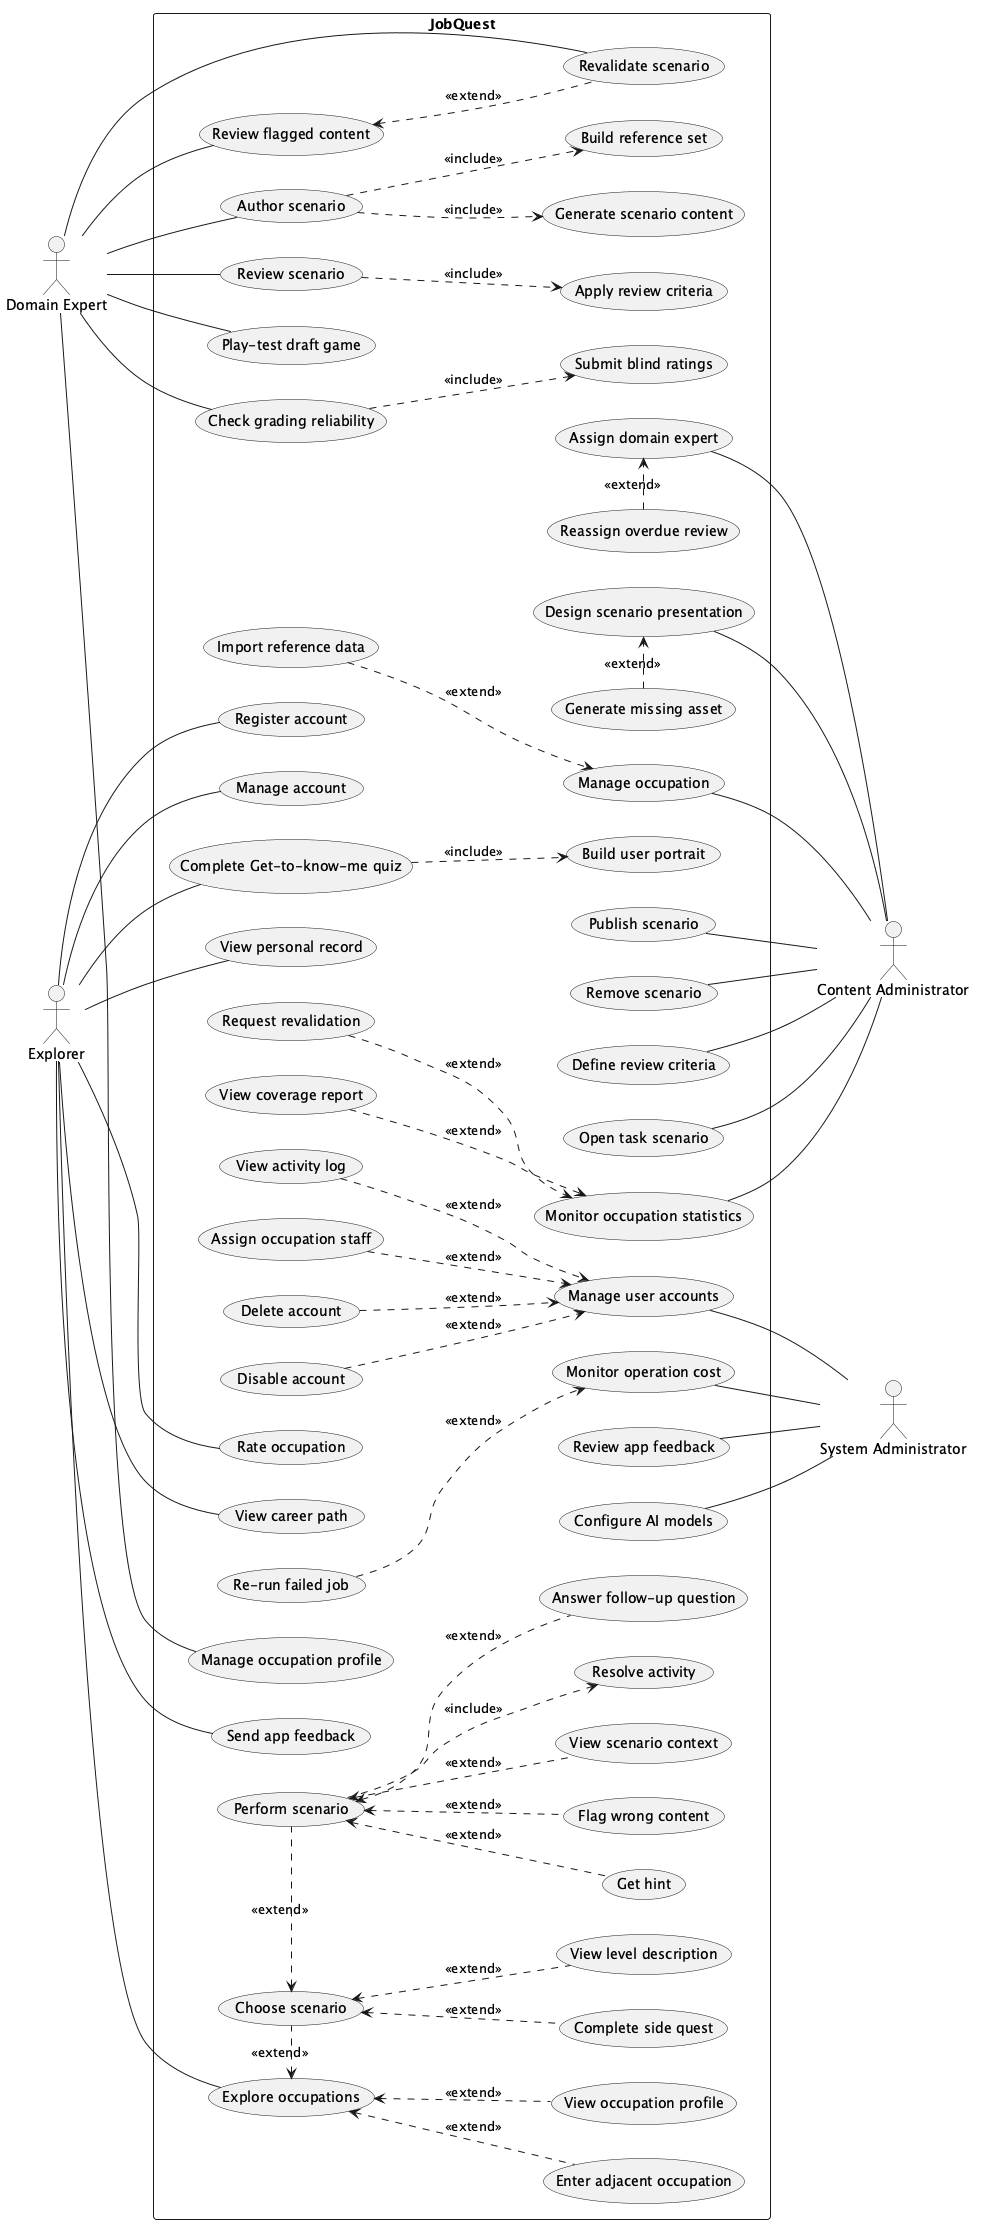 JobQuest
Revalidate scenario
«extend»
Review flagged content
Build reference set
«include»
Author scenario
«include»
Generate scenario content
Domain Expert
Review scenario
«include»
Apply review criteria
Play-test draft game
Submit blind ratings
«include»
Check grading reliability
Assign domain expert
«extend»
Reassign overdue review
Design scenario presentation
Import reference data
«extend»
«extend»
Generate missing asset
Register account
Manage occupation
Manage account
«include»
Build user portrait
Complete Get-to-know-me quiz
Publish scenario
View personal record
Content Administrator
Remove scenario
Request revalidation
Explorer
«extend»
Define review criteria
View coverage report
«extend»
Open task scenario
View activity log
«extend»
Monitor occupation statistics
Assign occupation staff
«extend»
Manage user accounts
«extend»
Delete account
«extend»
Disable account
Monitor operation cost
«extend»
Rate occupation
Review app feedback
System Administrator
View career path
Configure AI models
Re-run failed job
Answer follow-up question
«extend»
Manage occupation profile
Resolve activity
«include»
Send app feedback
View scenario context
«extend»
Perform scenario
«extend»
Flag wrong content
«extend»
Get hint
«extend»
View level description
«extend»
Choose scenario
«extend»
Complete side quest
«extend»
«extend»
Explore occupations
View occupation profile
«extend»
Enter adjacent occupation